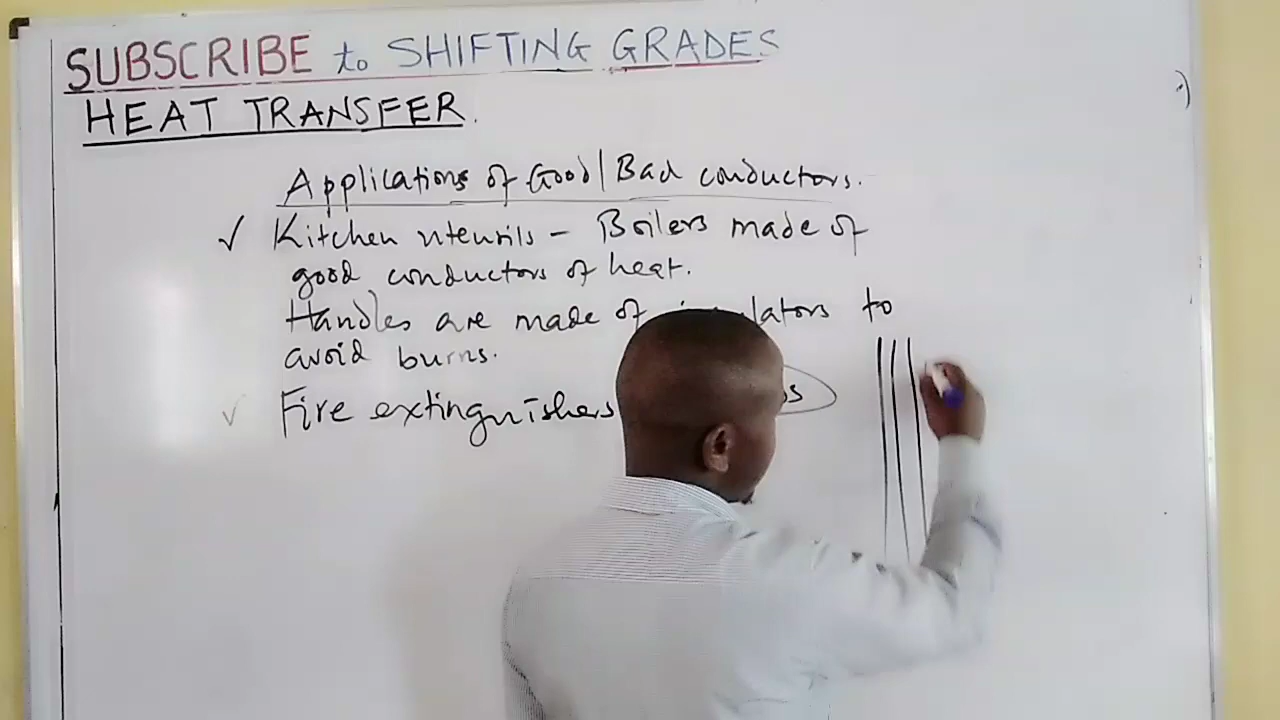 SUBSCRIBE to SHIFTING GRADES
HEAT TRANSFER.
Applications of Good/Bad conductors.
✓ Kitchen utensils – Boilers made of
good conductors of heat.
Handles are made of to
avoid burns.
✓ Fire extinguishers